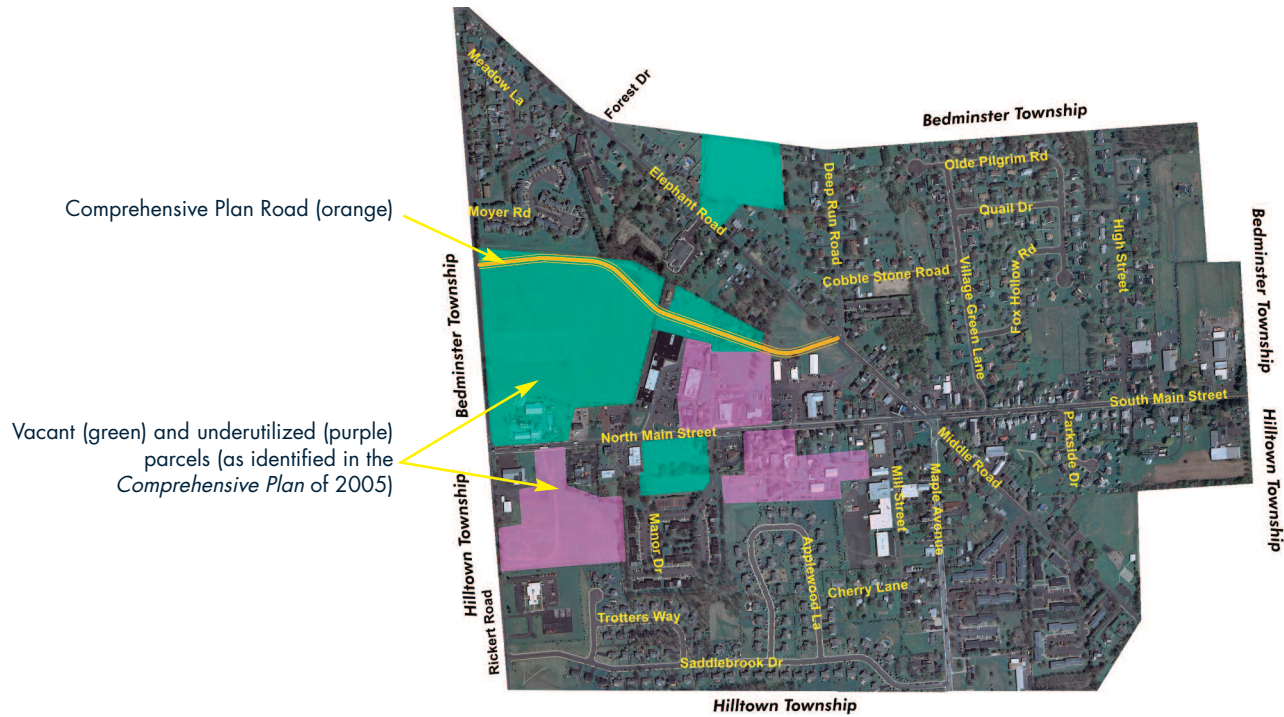 Meadow La
Forest Dr
Bedminster Township
Elephant Road
Olde Pilgrim Rd
Comprehensive Plan Road (orange)
Moyer Rd
Deep Run Road
Quail Dr
High Street
Bedminster Township
Cobble Stone Road
Village Green Lane
Fox Hollow Rd
Bedminster Township
Vacant (green) and underutilized (purple)
parcels (as identified in the
Comprehensive Plan of 2005)
North Main Street
South Main Street
Middle Road
Parkside Dr
Hilltown Township
Hilltown Township
Mill Street
Maple Avenue
Manor Dr
Applewood La
Cherry Lane
Rickert Road
Trotters Way
Saddlebrook Dr
Hilltown Township